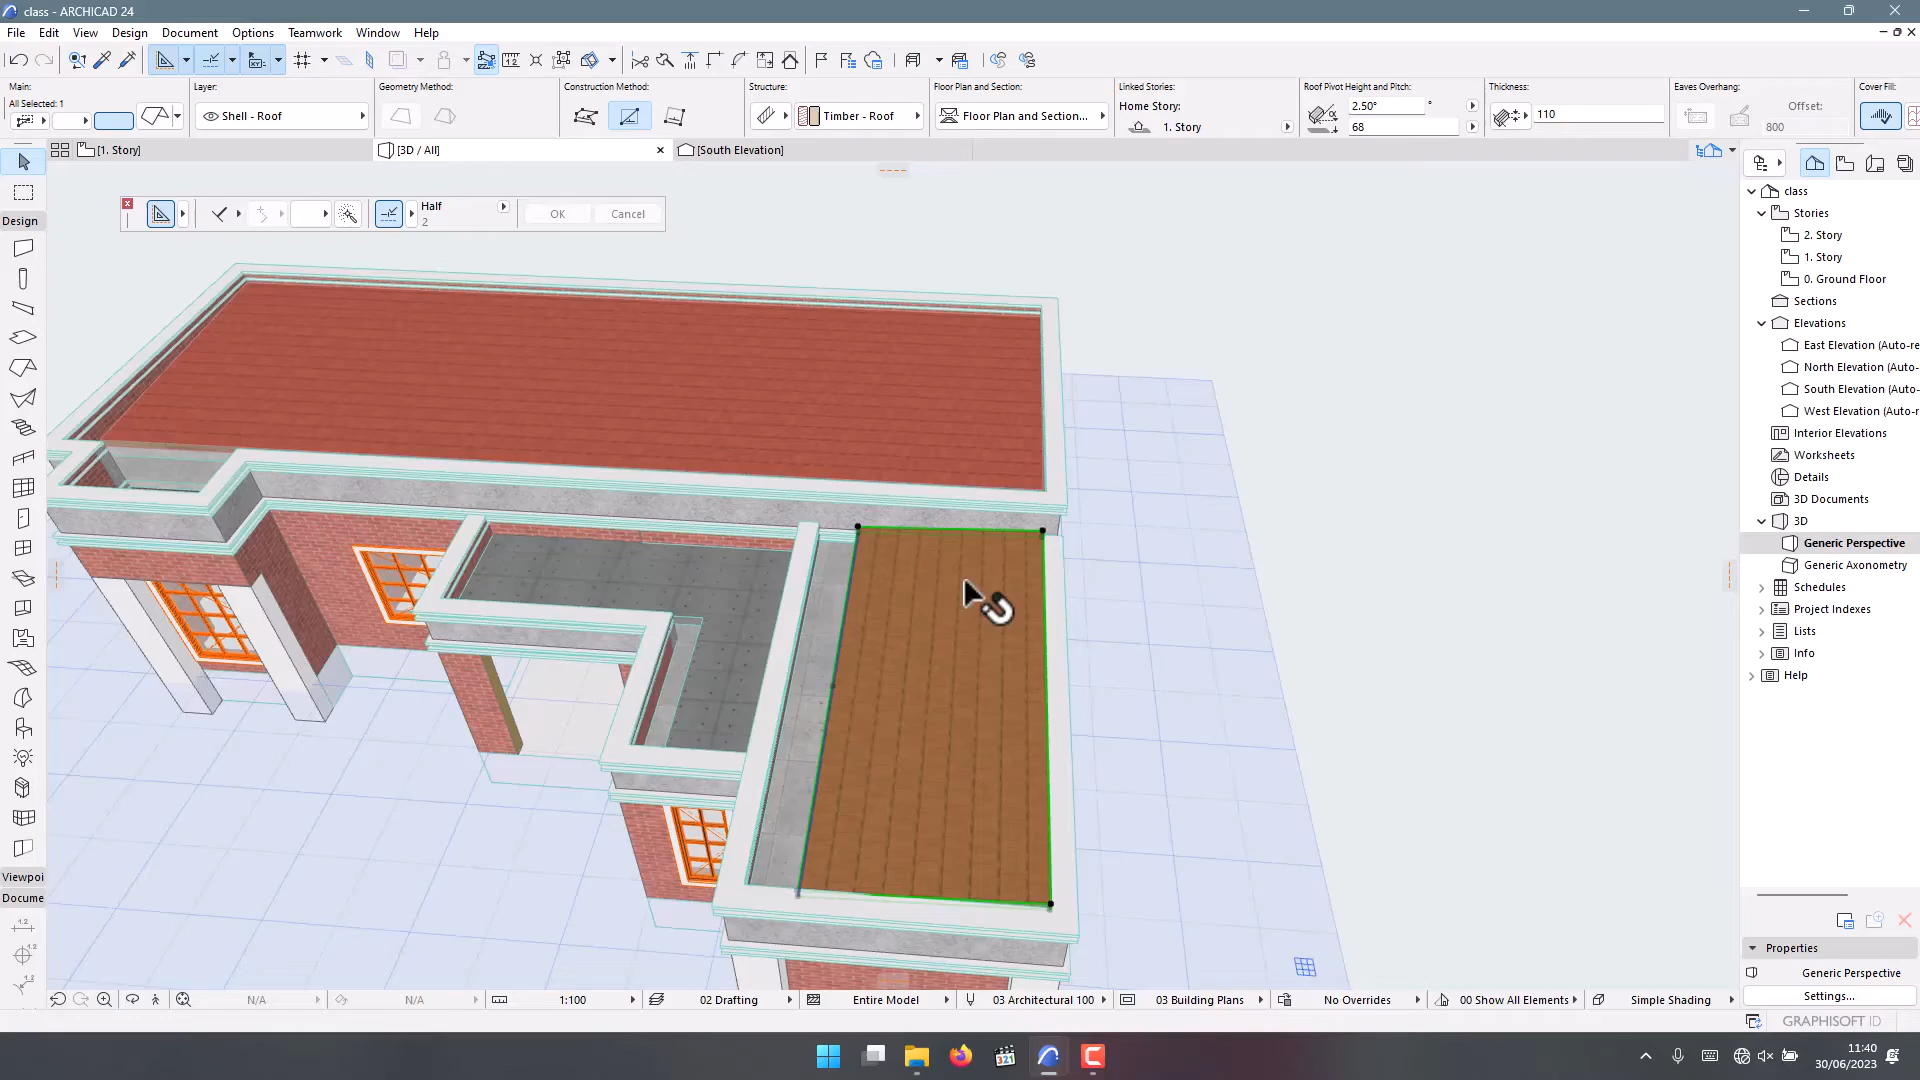 class - ARCHICAD 24
File Edit View Design Document Options Teamwork Window Help
Main:
All Selected: 1
Layer:
Shell - Roof
Geometry Method:
Construction Method:
Structure:
Timber - Roof
Floor Plan and Section:
Floor Plan and Section...
Linked Stories:
Home Story:
1. Story
Roof Pivot Height and Pitch:
2.50°
°
68
Thickness:
110
Eaves Overhang:
Offset:
800
Cover Fill:
[1. Story]
[3D / All]
[South Elevation]
Half
2
OK
Cancel
Design
Viewpoi
Docume
class
Stories
2. Story
1. Story
0. Ground Floor
Sections
Elevations
East Elevation (Auto-re
North Elevation (Auto-
South Elevation (Auto-
West Elevation (Auto-r
Interior Elevations
Worksheets
Details
3D Documents
3D
Generic Perspective
Generic Axonometry
Schedules
Project Indexes
Lists
Info
Help
Properties
Generic Perspective
Settings...
N/A
N/A
1:100
02 Drafting
Entire Model
03 Architectural 100
03 Building Plans
No Overrides
00 Show All Elements
Simple Shading
GRAPHISOFT ID
11:40
30/06/2023